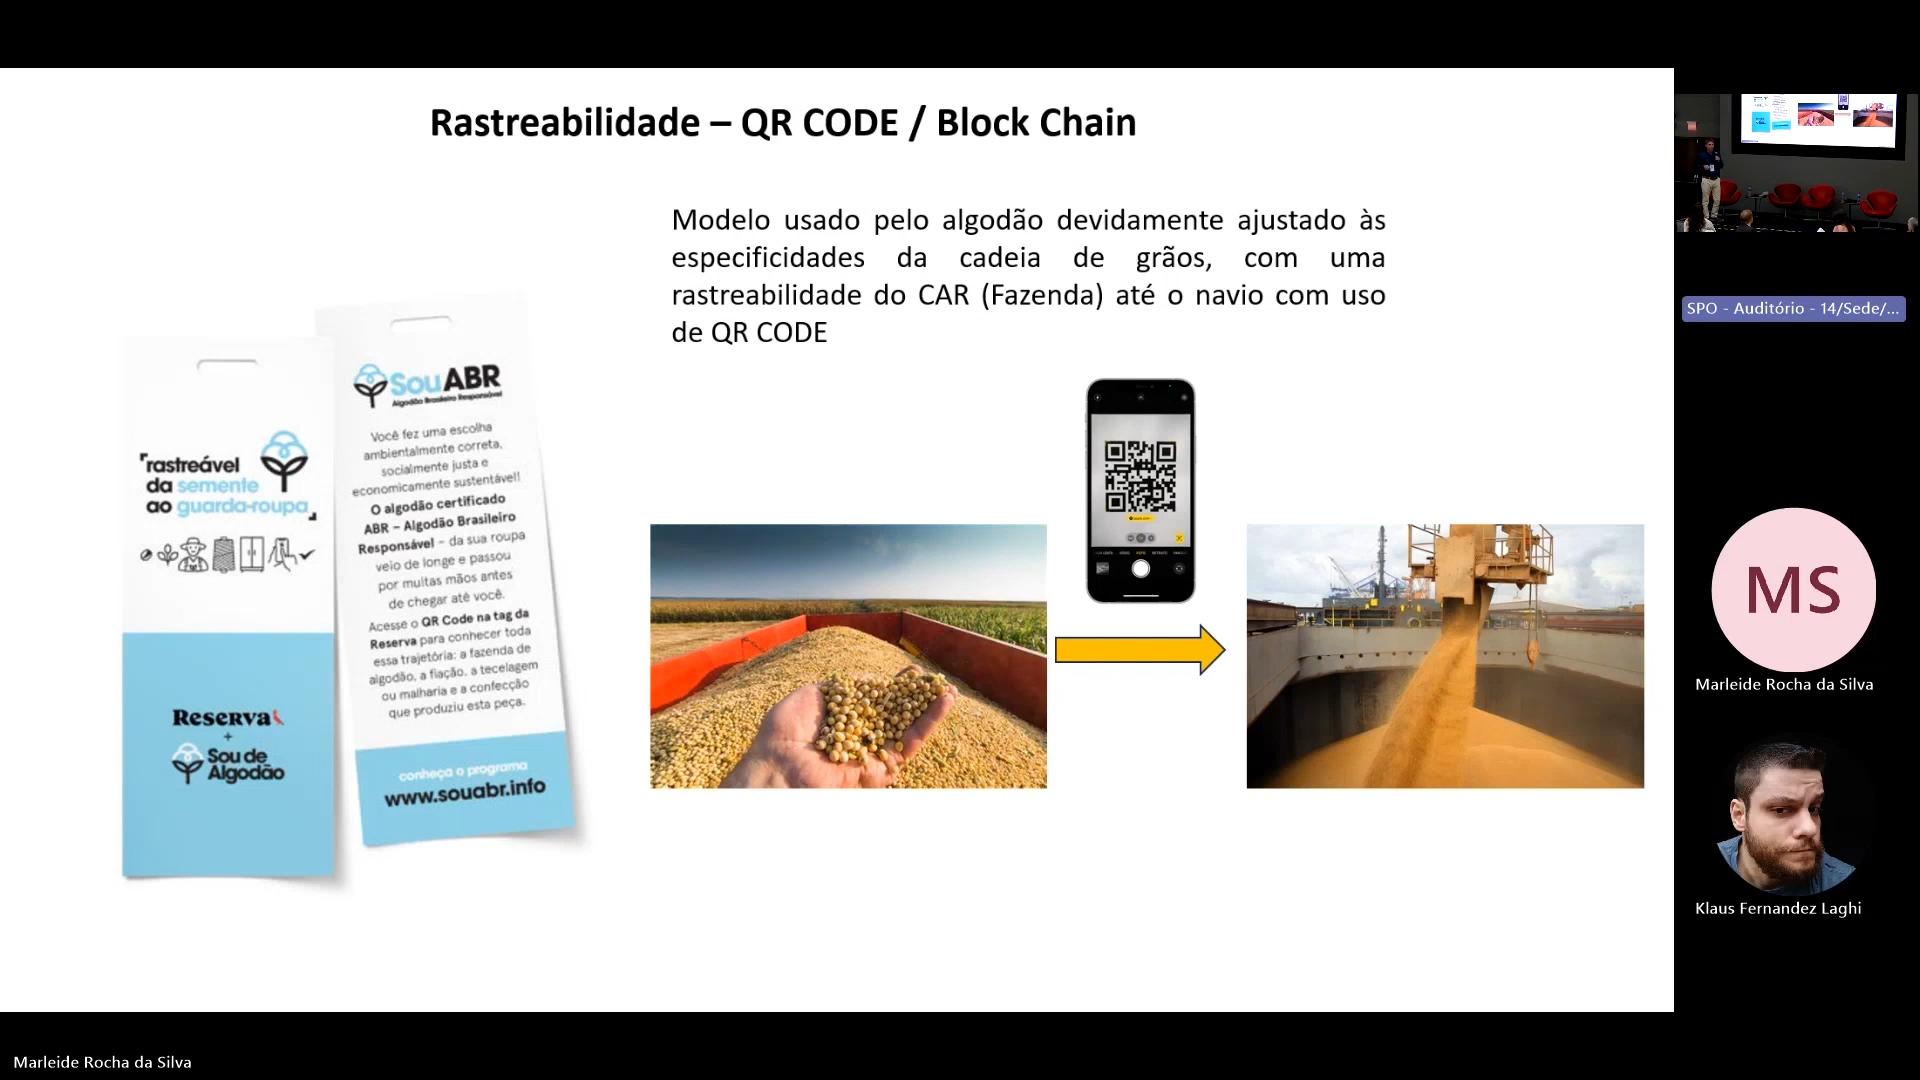 Rastreabilidade – QR CODE / Block Chain
Modelo usado pelo algodão devidamente ajustado às
especificidades da cadeia de grãos, com uma
rastreabilidade do CAR (Fazenda) até o navio com uso
de QR CODE
rastreável
da semente
ao guarda-roupa
Reserva
+
Sou de
Algodão
SouABR
Algodão Brasileiro Responsável
Você fez uma escolha
ambientalmente correta,
socialmente justa e
economicamente sustentável!
O algodão certificado
ABR – Algodão Brasileiro
Responsável – da sua roupa
veio de longe e passou
por muitas mãos antes
de chegar até você.
Acesse o QR Code na tag da
Reserva para conhecer toda
essa trajetória: a fazenda de
algodão, a fiação, a tecelagem
ou malharia e a confecção
que produziu esta peça.
conheça o programa
www.souabr.info
SPO - Auditório - 14/Sede/...
MS
Marleide Rocha da Silva
Klaus Fernandez Laghi
Marleide Rocha da Silva